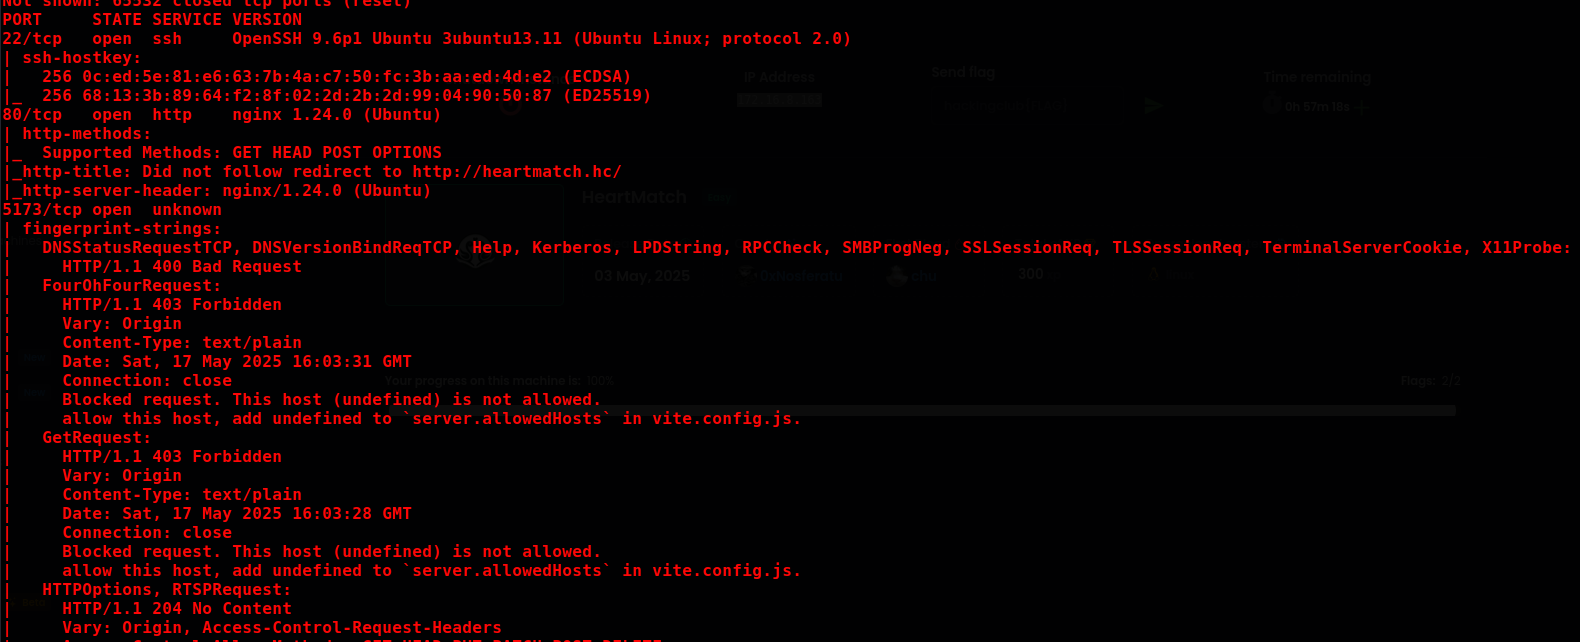 Not shown: 65532 closed tcp ports (reset)
PORT     STATE SERVICE VERSION
22/tcp   open  ssh     OpenSSH 9.6p1 Ubuntu 3ubuntu13.11 (Ubuntu Linux; protocol 2.0)
| ssh-hostkey:
|   256 0c:ed:5e:81:e6:63:7b:4a:c7:50:fc:3b:aa:ed:4d:e2 (ECDSA)
|_  256 68:13:3b:89:64:f2:8f:02:2d:2b:2d:99:04:90:50:87 (ED25519)
80/tcp   open  http    nginx 1.24.0 (Ubuntu)
| http-methods:
|_  Supported Methods: GET HEAD POST OPTIONS
|_http-title: Did not follow redirect to http://heartmatch.hc/
|_http-server-header: nginx/1.24.0 (Ubuntu)
5173/tcp open  unknown
| fingerprint-strings:
|   DNSStatusRequestTCP, DNSVersionBindReqTCP, Help, Kerberos, LPDString, RPCCheck, SMBProgNeg, SSLSessionReq, TLSSessionReq, TerminalServerCookie, X11Probe:
|     HTTP/1.1 400 Bad Request
|   FourOhFourRequest:
|     HTTP/1.1 403 Forbidden
|     Vary: Origin
|     Content-Type: text/plain
|     Date: Sat, 17 May 2025 16:03:31 GMT
|     Connection: close
|     Blocked request. This host (undefined) is not allowed.
|     allow this host, add undefined to `server.allowedHosts` in vite.config.js.
|   GetRequest:
|     HTTP/1.1 403 Forbidden
|     Vary: Origin
|     Content-Type: text/plain
|     Date: Sat, 17 May 2025 16:03:28 GMT
|     Connection: close
|     Blocked request. This host (undefined) is not allowed.
|     allow this host, add undefined to `server.allowedHosts` in vite.config.js.
|   HTTPOptions, RTSPRequest:
|     HTTP/1.1 204 No Content
|     Vary: Origin, Access-Control-Request-Headers
IP Address
Send flag
Time remaining
0h 57m 18s
HeartMatch
03 May, 2025
0xNosferatu
ohu
300
Your progress on this machine is: 100%
Flags: 2/2